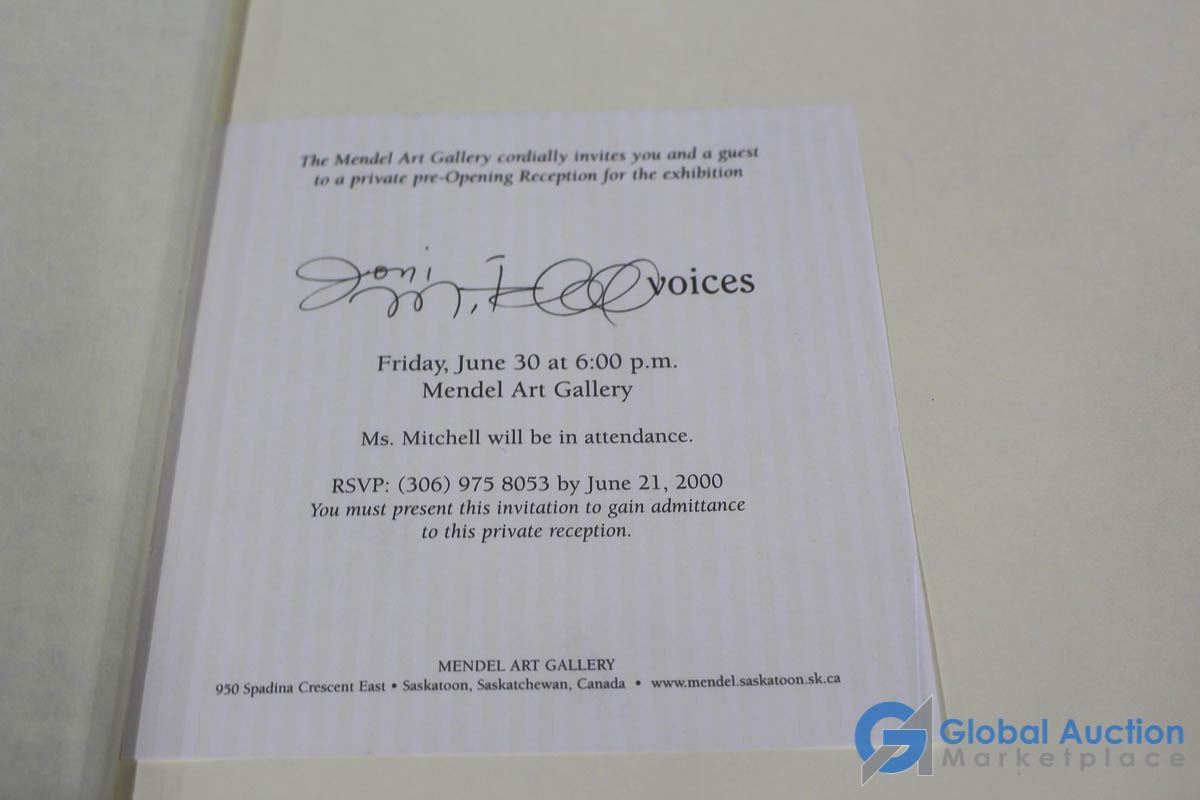 The Mendel Art Gallery cordially invites you and a guest
to a private pre-Opening Reception for the exhibition
Joni Mitchell voices
Friday, June 30 at 6:00 p.m.
Mendel Art Gallery
Ms. Mitchell will be in attendance.
RSVP: (306) 975 8053 by June 21, 2000
You must present this invitation to gain admittance
to this private reception.
MENDEL ART GALLERY
950 Spadina Crescent East • Saskatoon, Saskatchewan, Canada • www.mendel.saskatoon.sk.ca
Global Auction
Marketplace